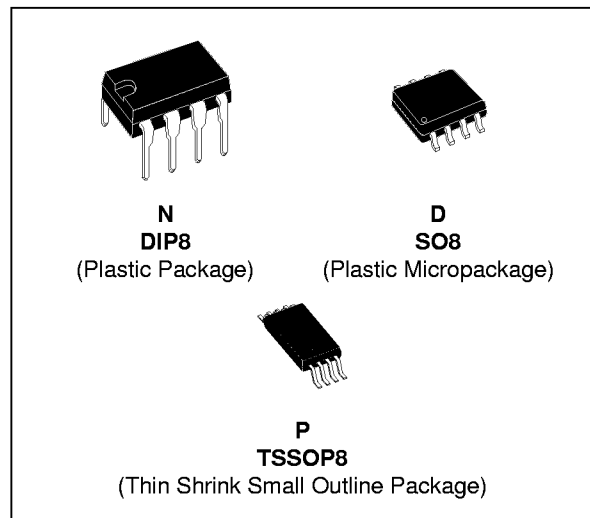 N
DIP8
(Plastic Package)
D
SO8
(Plastic Micropackage)
P
TSSOP8
(Thin Shrink Small Outline Package)